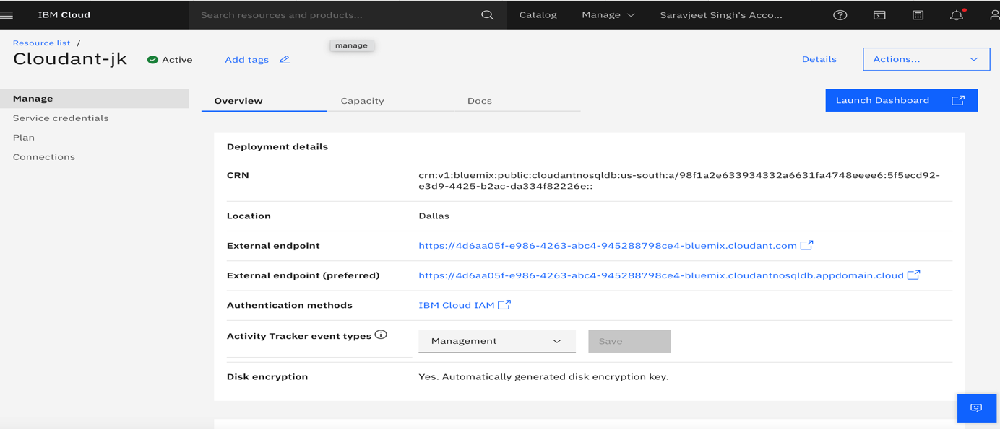 IBM Cloud
Search resources and products...
Catalog
Manage
Saravjeet Singh's Acco...
Resource list /
manage
Cloudant-jk
Active
Add tags
Details
Actions...
Manage
Service credentials
Plan
Connections
Overview
Capacity
Docs
Launch Dashboard
Deployment details
CRN
crn:v1:bluemix:public:cloudantnosqldb:us-south:a/98f1a2e633934332a6631fa4748eeee6:5f5ecd92-
e3d9-4425-b2ac-da334f82226e::
Location
Dallas
External endpoint
https://4d6aa05f-e986-4263-abc4-945288798ce4-bluemix.cloudant.com
External endpoint (preferred)
https://4d6aa05f-e986-4263-abc4-945288798ce4-bluemix.cloudantnosqldb.appdomain.cloud
Authentication methods
IBM Cloud IAM
Activity Tracker event types
Management
Save
Disk encryption
Yes. Automatically generated disk encryption key.